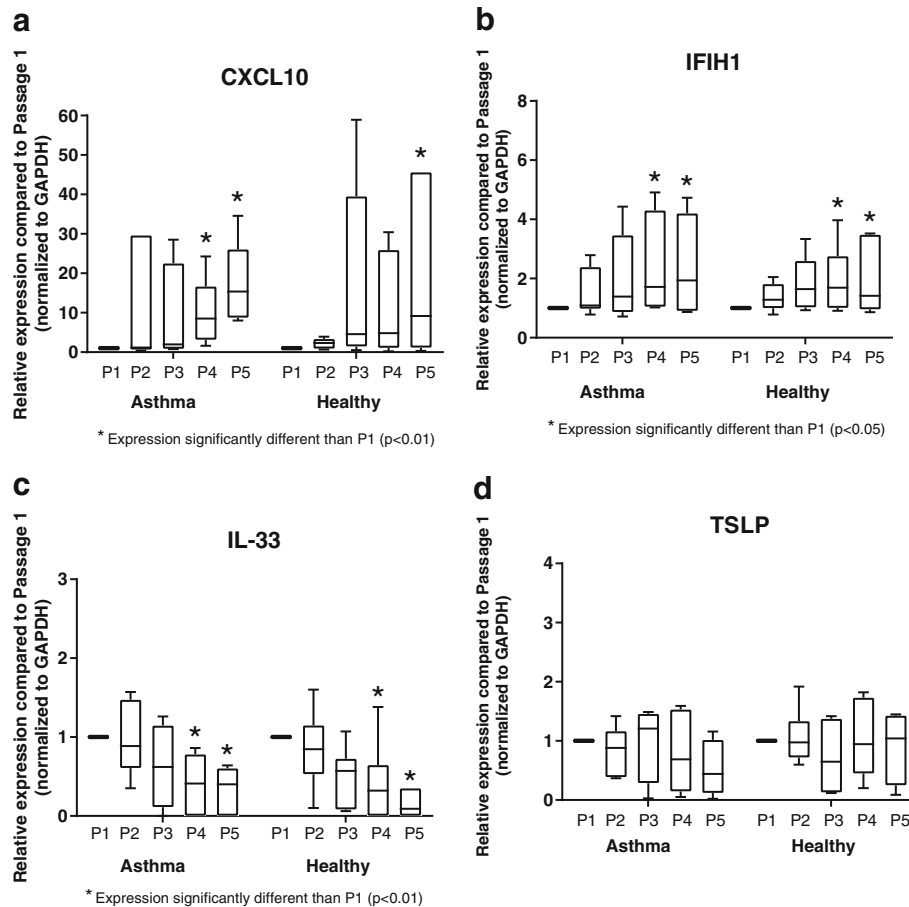 a
CXCL10
Relative expression compared to Passage 1
(normalized to GAPDH)
60
50
40
30
20
10
0
* * *
P1 P2 P3 P4 P5 P1 P2 P3 P4 P5
Asthma Healthy
* Expression significantly different than P1 (p<0.01)
b
IFIH1
Relative expression compared to Passage 1
(normalized to GAPDH)
8
6
4
2
0
* * * *
P1 P2 P3 P4 P5 P1 P2 P3 P4 P5
Asthma Healthy
* Expression significantly different than P1 (p<0.05)
c
IL-33
Relative expression compared to Passage 1
(normalized to GAPDH)
3
2
1
0
* * * *
P1 P2 P3 P4 P5 P1 P2 P3 P4 P5
Asthma Healthy
* Expression significantly different than P1 (p<0.01)
d
TSLP
Relative expression compared to Passage 1
(normalized to GAPDH)
4
3
2
1
0
P1 P2 P3 P4 P5 P1 P2 P3 P4 P5
Asthma Healthy